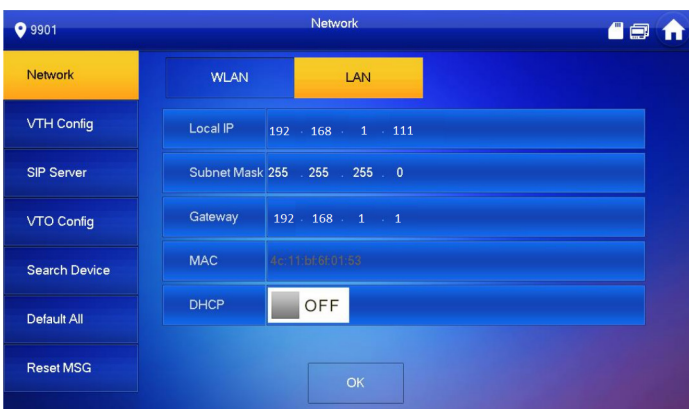 9901
Network
Network
WLAN
LAN
VTH Config
Local IP 192 . 168 . 1 . 111
SIP Server
Subnet Mask 255 . 255 . 255 . 0
VTO Config
Gateway 192 . 168 . 1 . 1
Search Device
MAC 4c:11:bf:6f:01:53
Default All
DHCP OFF
Reset MSG
OK